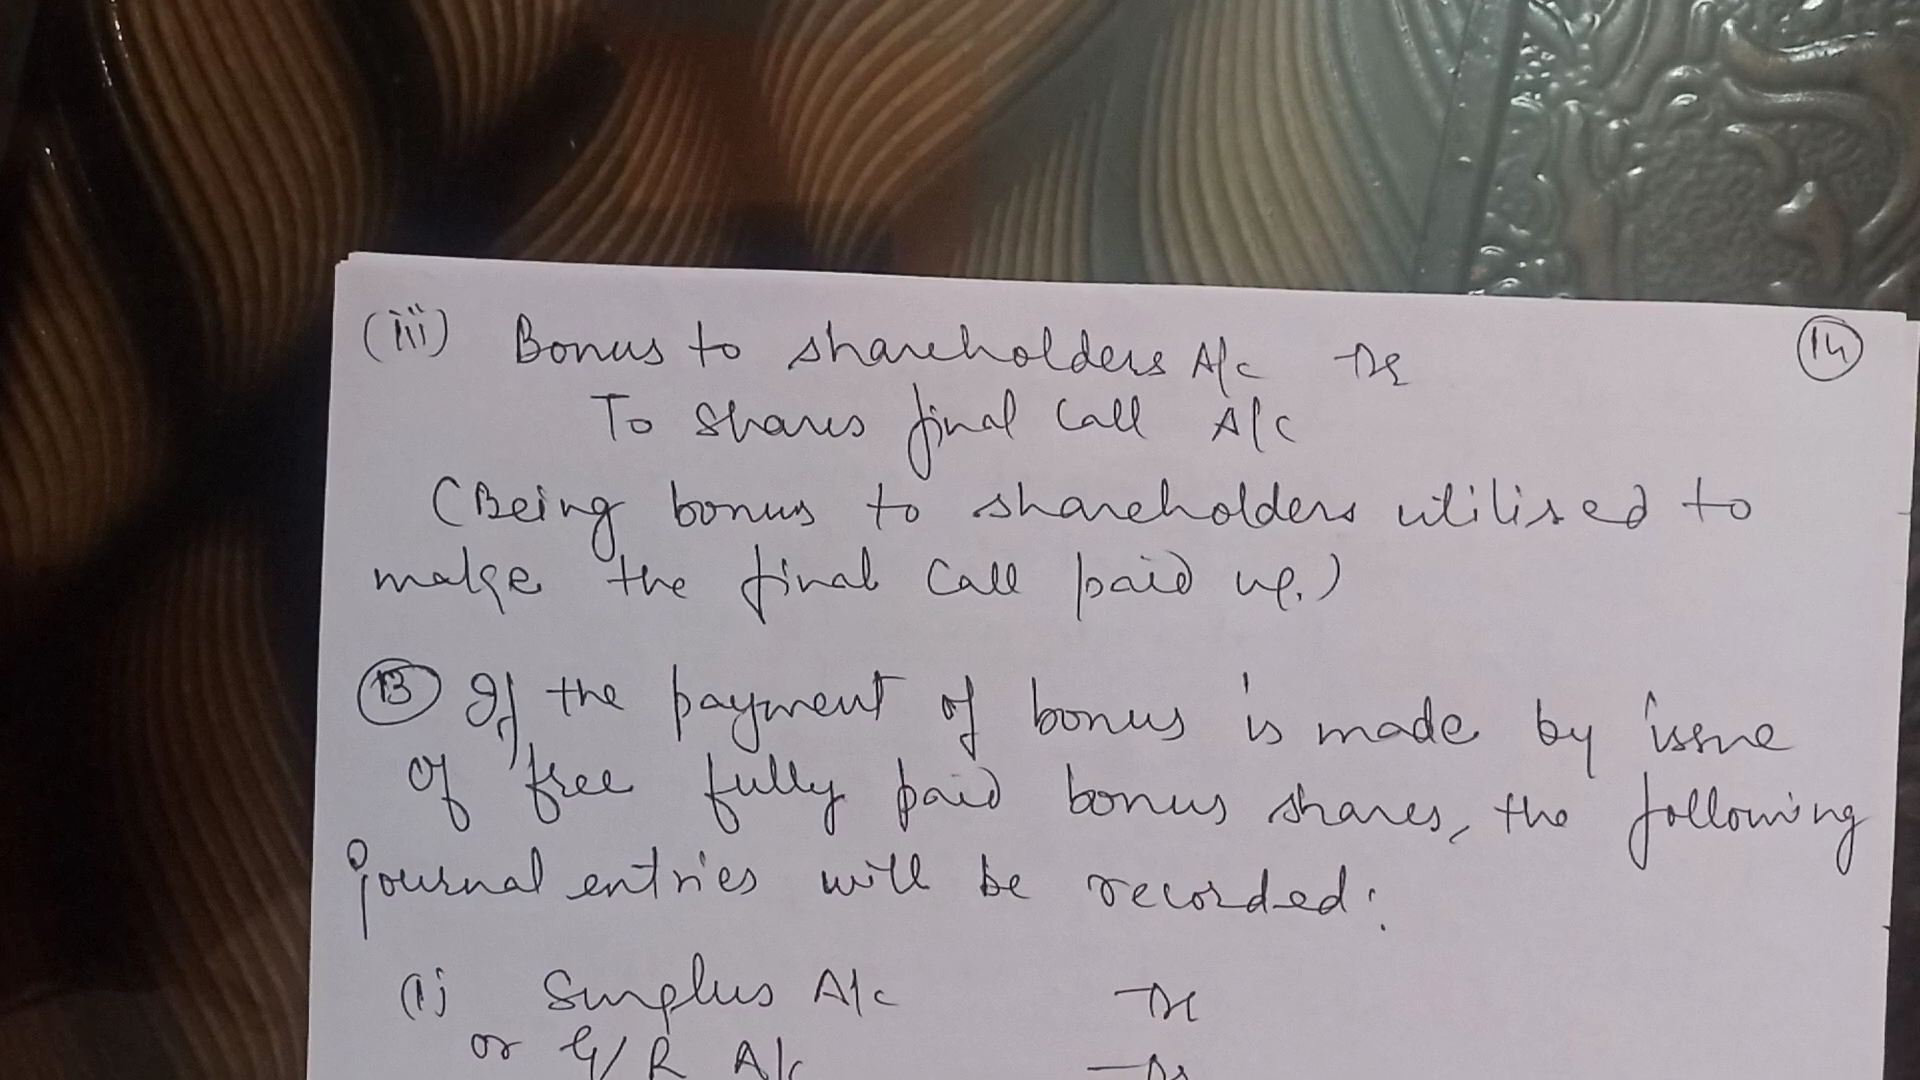 (iii) Bonus to shareholders A/c Dr
(14)
To Shares final Call A/c
(Being bonus to shareholders utilised to
make the final Call paid up.)
(B) If the payment of bonus is made by issue
of free fully paid bonus shares, the following
journal entries will be recorded:
(i) Surplus A/c Dr
or G/R A/c Dr